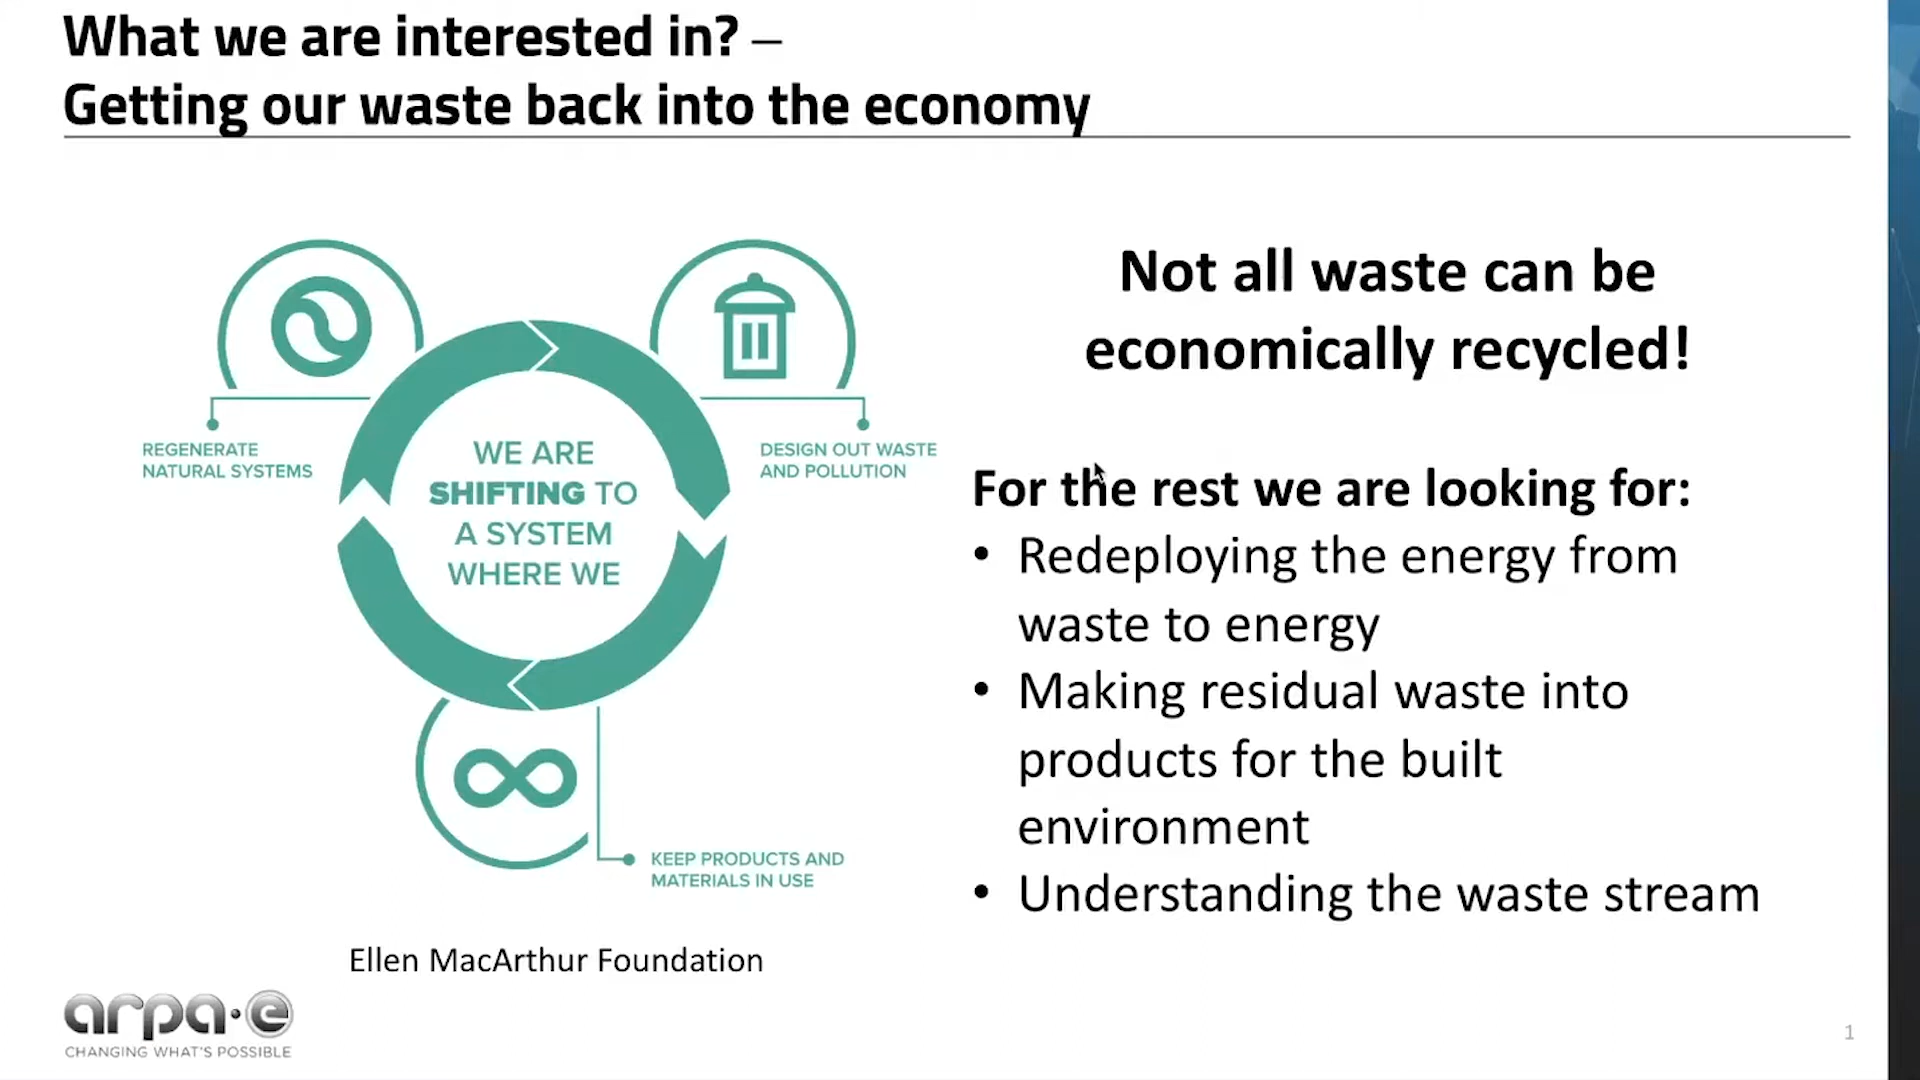 What we are interested in? –
Getting our waste back into the economy
REGENERATE
NATURAL SYSTEMS
DESIGN OUT WASTE
AND POLLUTION
WE ARE
SHIFTING TO
A SYSTEM
WHERE WE
KEEP PRODUCTS AND
MATERIALS IN USE
Ellen MacArthur Foundation
Not all waste can be
economically recycled!
For the rest we are looking for:
• Redeploying the energy from
waste to energy
• Making residual waste into
products for the built
environment
• Understanding the waste stream
arpa·e
CHANGING WHAT'S POSSIBLE
1